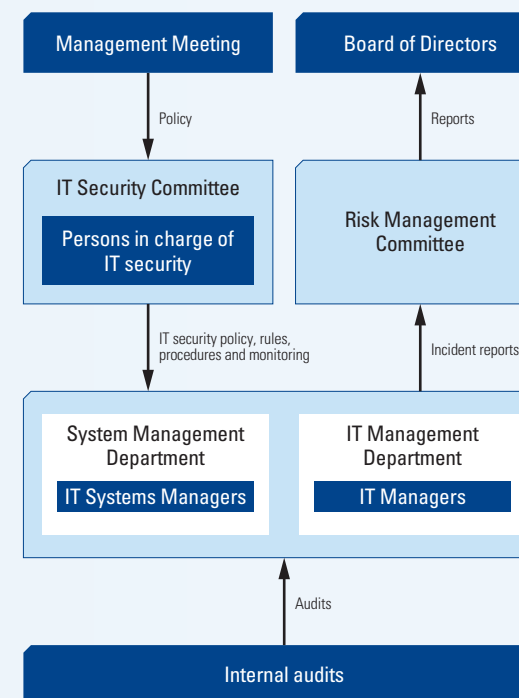 Management Meeting
Board of Directors
Policy
Reports
IT Security Committee
Persons in charge of
IT security
Risk Management
Committee
IT security policy, rules,
procedures and monitoring
Incident reports
System Management
Department
IT Systems Managers
IT Management
Department
IT Managers
Audits
Internal audits